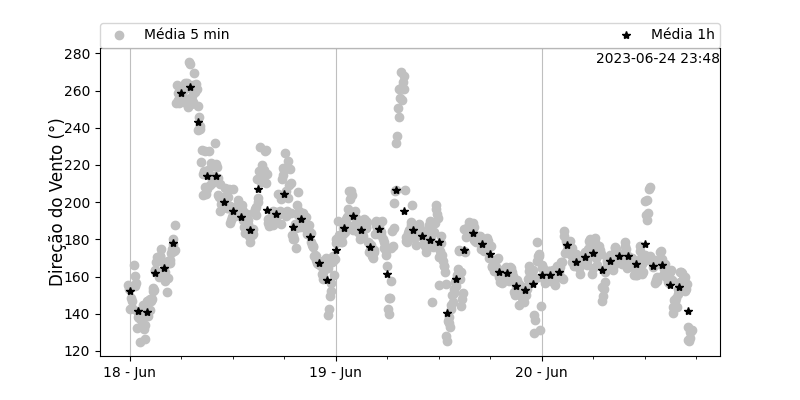 Média 5 min
Média 1h
2023-06-24 23:48
Direção do Vento (°)
280
260
240
220
200
180
160
140
120
18 - Jun
19 - Jun
20 - Jun